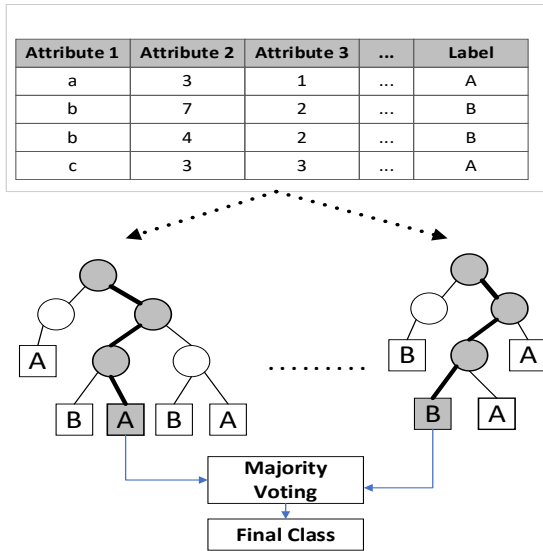 Attribute 1 Attribute 2 Attribute 3 ... Label
a 3 1 ... A
b 7 2 ... B
b 4 2 ... B
c 3 3 ... A
A
B A
B A B A
B A
Majority
Voting
Final Class